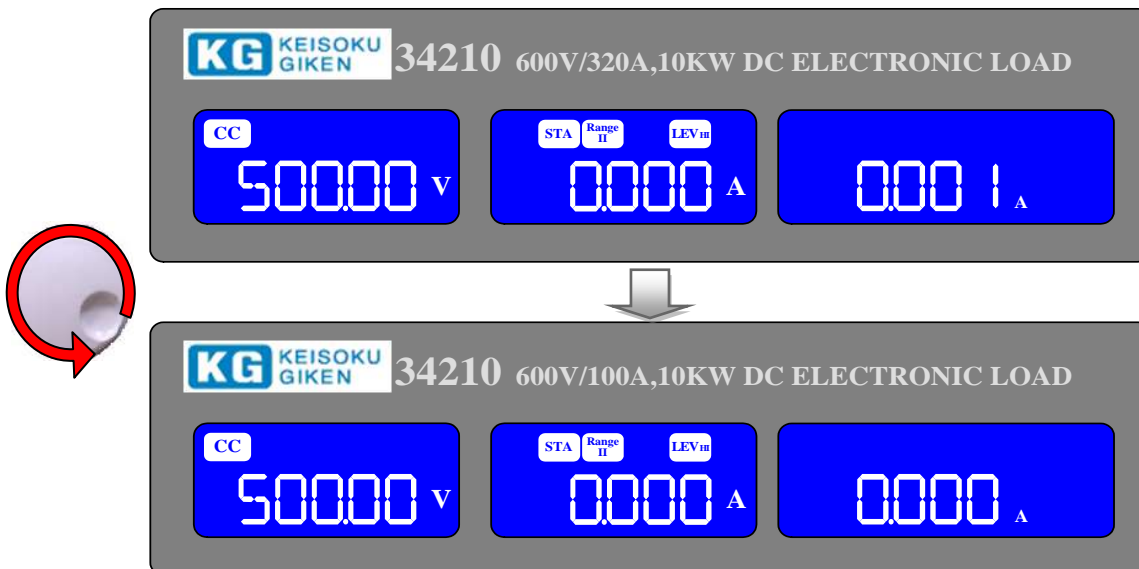 KG KEISOKU GIKEN 34210 600V/320A,10KW DC ELECTRONIC LOAD
CC STA Range II LEV HI
500.00 V 0.000 A 0.001 A
KG KEISOKU GIKEN 34210 600V/100A,10KW DC ELECTRONIC LOAD
CC STA Range II LEV HI
500.00 V 0.000 A 0.000 A